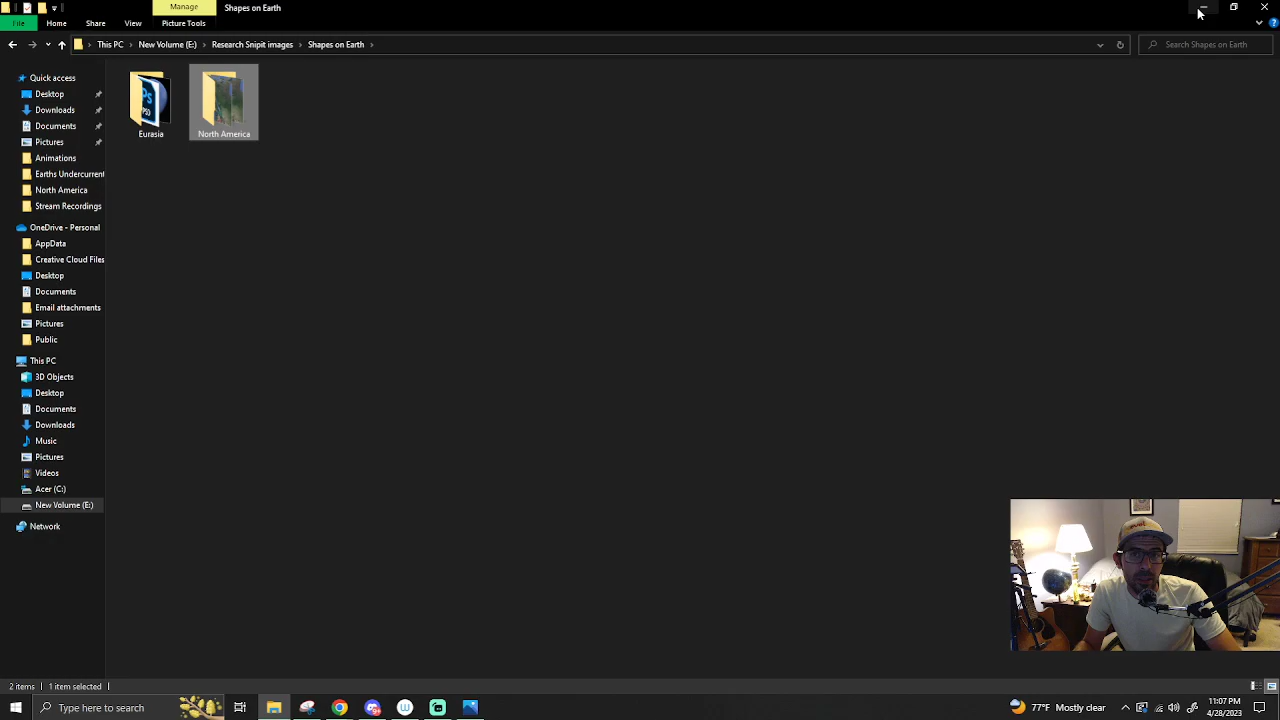 Manage
Shapes on Earth
File
Home
Share
View
Picture Tools
This PC
New Volume (E:)
Research Snipit images
Shapes on Earth
Search Shapes on Earth
Quick access
Desktop
Downloads
Documents
Pictures
Animations
Earths Undercurrent
North America
Stream Recordings
OneDrive - Personal
AppData
Creative Cloud Files
Desktop
Documents
Email attachments
Pictures
Public
This PC
3D Objects
Desktop
Documents
Downloads
Music
Pictures
Videos
Acer (C:)
New Volume (E:)
Network
Ps
PSD
Eurasia
North America
2 items
1 item selected
Type here to search
77°F Mostly clear
11:07 PM
4/28/2023